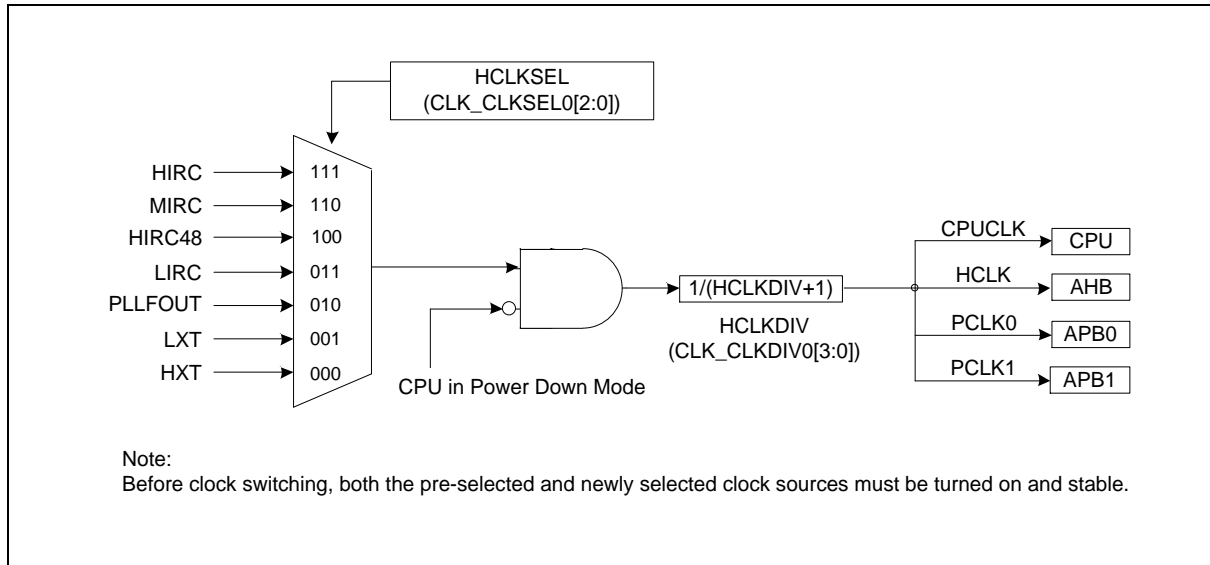 HCLKSEL
(CLK_CLKSEL0[2:0])
HIRC 111
MIRC 110
HIRC48 100
LIRC 011
PLLFOUT 010
LXT 001
HXT 000
CPU in Power Down Mode
1/(HCLKDIV+1)
HCLKDIV
(CLK_CLKDIV0[3:0])
CPUCLK CPU
HCLK AHB
PCLK0 APB0
PCLK1 APB1
Note:
Before clock switching, both the pre-selected and newly selected clock sources must be turned on and stable.